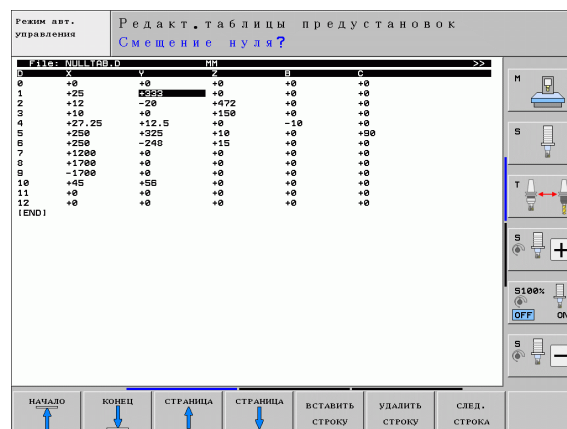 Режим авт.
управления
Редакт.таблицы предустановок
Смещение нуля?
File: NULLTAB.D MM >>
D X Y Z B C
0 +0 +0 +0 +0 +0
1 +25 +333 +0 +0 +0
2 +12 -20 +472 +0 +0
3 +10 +0 +150 +0 +0
4 +27.25 +12.5 +0 -10 +0
5 +250 +325 +10 +0 +90
6 +250 -248 +15 +0 +0
7 +1200 +0 +0 +0 +0
8 +1700 +0 +0 +0 +0
9 -1700 +0 +0 +0 +0
10 +45 +56 +0 +0 +0
11 +0 +0 +0 +0 +0
12 +0 +0 +0 +0 +0
[END]
M
S
T
S
+
S100%
OFF ON
S
-
НАЧАЛО КОНЕЦ СТРАНИЦА СТРАНИЦА ВСТАВИТЬ УДАЛИТЬ СЛЕД.
СТРОКУ СТРОКУ СТРОКА